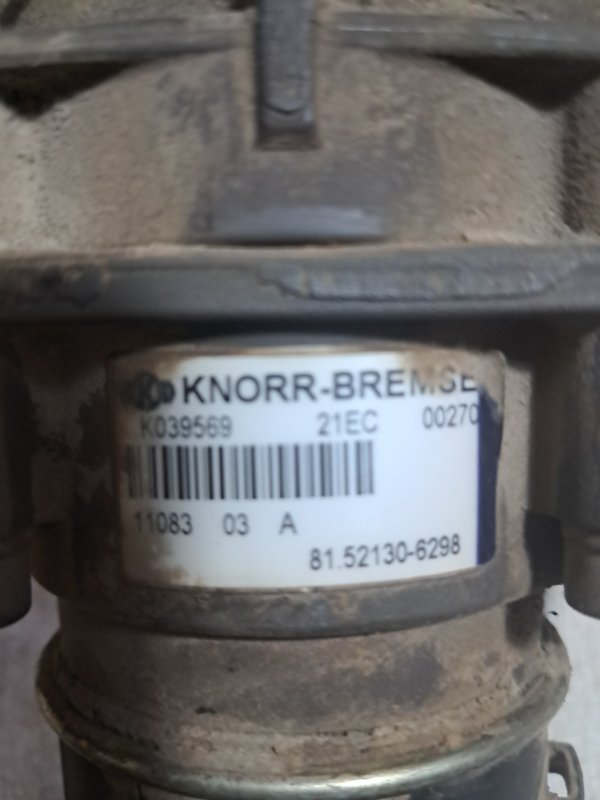 KNORR-BREMSE
K039569 21EC 00270
11083 03 A
81.52130-6298